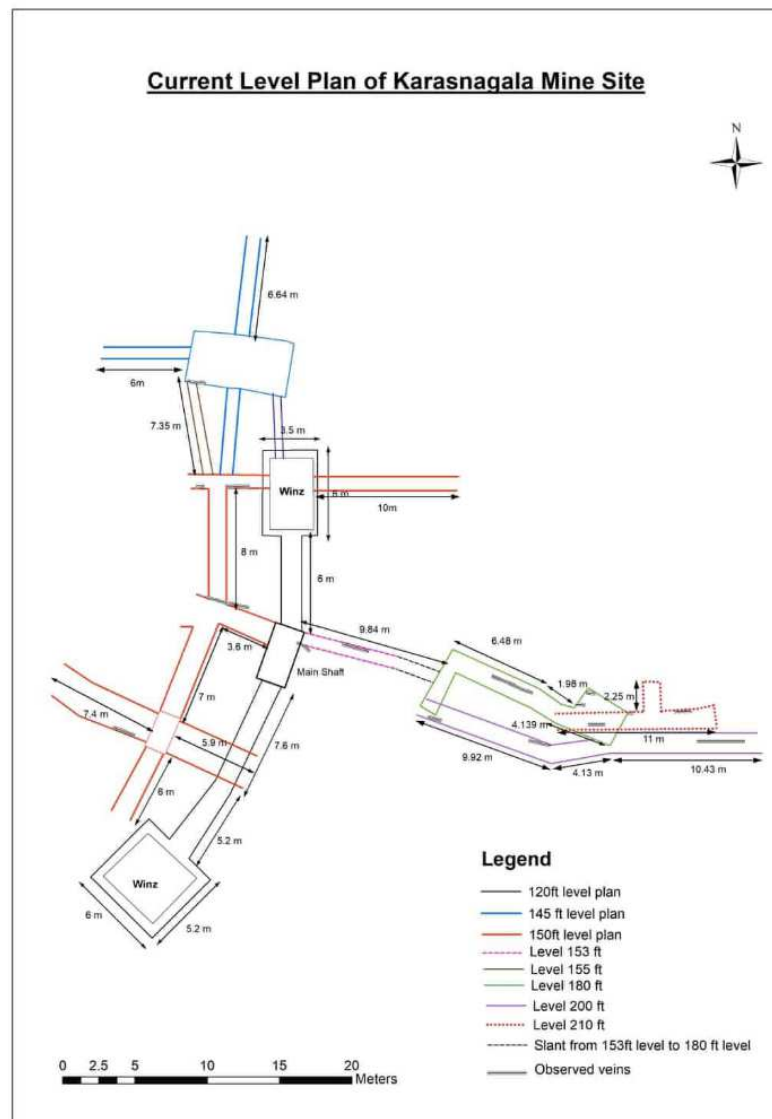 Current Level Plan of Karasnagala Mine Site
N
6.64 m
6m
7.35 m
3.5 m
Winz
6 m
10m
8 m
6 m
9.84 m
6.48 m
3.6 m
Main Shaft
1.98 m
2.25 m
7 m
7.4 m
4.139 m
11 m
5.9 m
7.6 m
9.92 m
4.13 m
10.43 m
6 m
5.2 m
Winz
6 m
5.2 m
Legend
120ft level plan
145 ft level plan
150ft level plan
Level 153 ft
Level 155 ft
Level 180 ft
Level 200 ft
Level 210 ft
Slant from 153ft level to 180 ft level
Observed veins
0 2.5 5 10 15 20
Meters